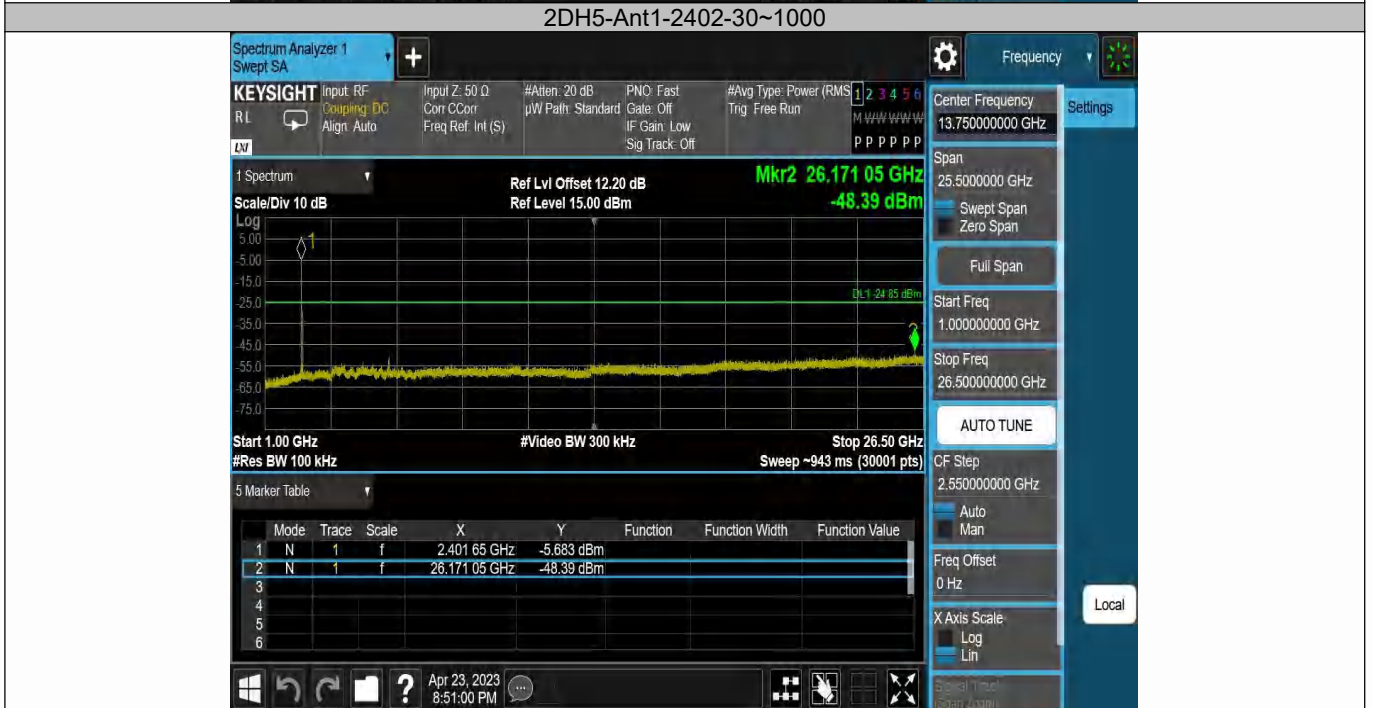 2DH5-Ant1-2402-30~1000
Spectrum Analyzer 1
Swept SA
Frequency
KEYSIGHT
RL
LXI
Input: RF
Coupling: DC
Align: Auto
Input Z: 50 Ω
Corr CCorr
Freq Ref: Int (S)
#Atten: 20 dB
µW Path: Standard
PNO: Fast
Gate: Off
IF Gain: Low
Sig Track: Off
#Avg Type: Power (RMS
Trig: Free Run
1 2 3 4 5 6
M W W W W W
P P P P P P
1 Spectrum
Scale/Div 10 dB
Ref Lvl Offset 12.20 dB
Ref Level 15.00 dBm
Mkr2 26.171 05 GHz
-48.39 dBm
Log
5.00
-5.00
-15.0
-25.0
-35.0
-45.0
-55.0
-65.0
-75.0
1
DL1 -24.85 dBm
2
Start 1.00 GHz
#Res BW 100 kHz
#Video BW 300 kHz
Stop 26.50 GHz
Sweep ~943 ms (30001 pts)
5 Marker Table
Mode Trace Scale X Y Function Function Width Function Value
1 N 1 f 2.401 65 GHz -5.683 dBm
2 N 1 f 26.171 05 GHz -48.39 dBm
3
4
5
6
Apr 23, 2023
8:51:00 PM
Center Frequency
13.750000000 GHz
Settings
Span
25.5000000 GHz
Swept Span
Zero Span
Full Span
Start Freq
1.000000000 GHz
Stop Freq
26.500000000 GHz
AUTO TUNE
CF Step
2.550000000 GHz
Auto
Man
Freq Offset
0 Hz
X Axis Scale
Log
Lin
Local